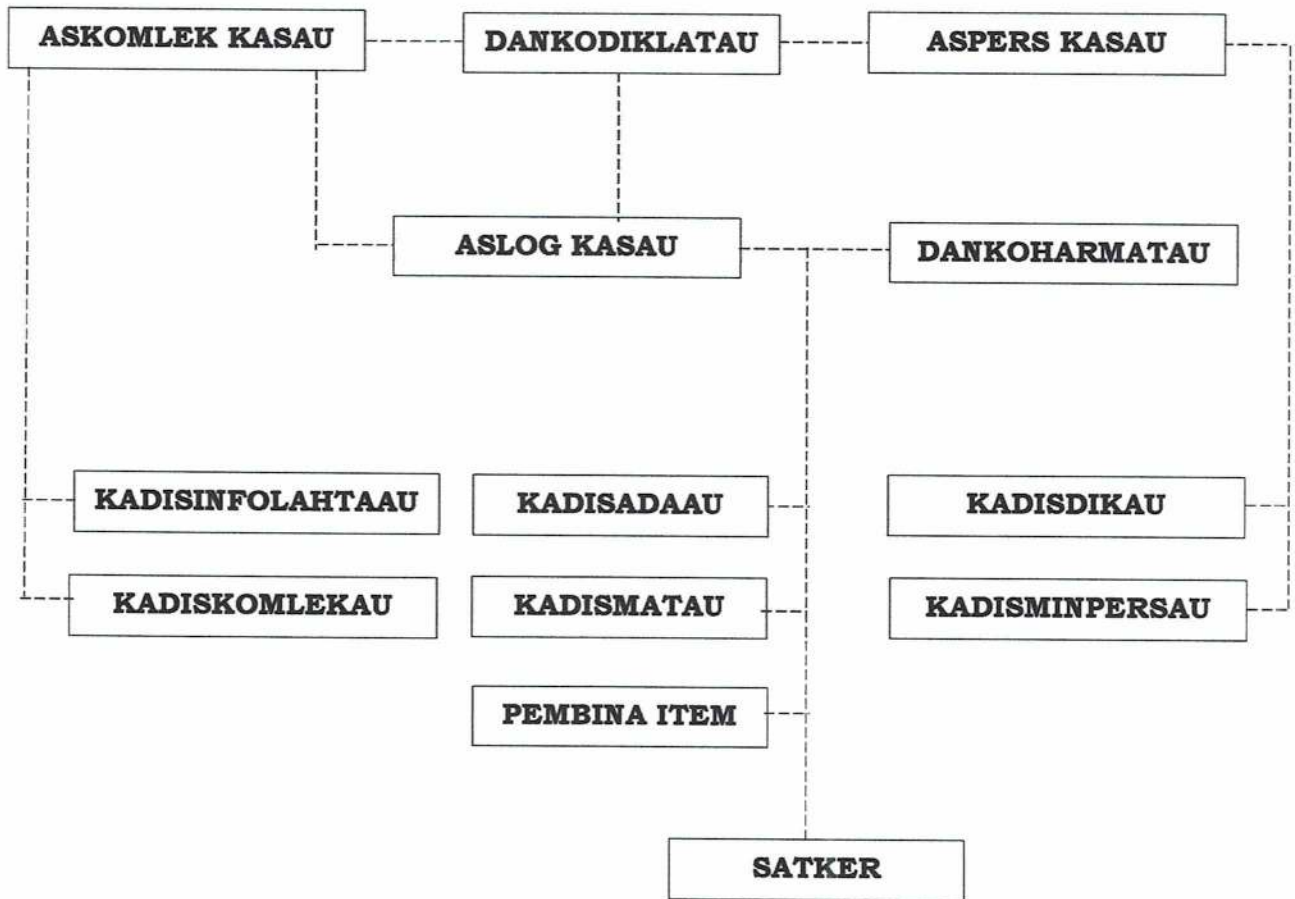 ASKOMLEK KASAU
DANKODIKLATAU
ASPERS KASAU
ASLOG KASAU
DANKOHARMATAU
KADISINFOLAHTAAU
KADISADAAU
KADISDIKAU
KADISKOMLEKAU
KADISMATAU
KADISMINPERSAU
PEMBINA ITEM
SATKER